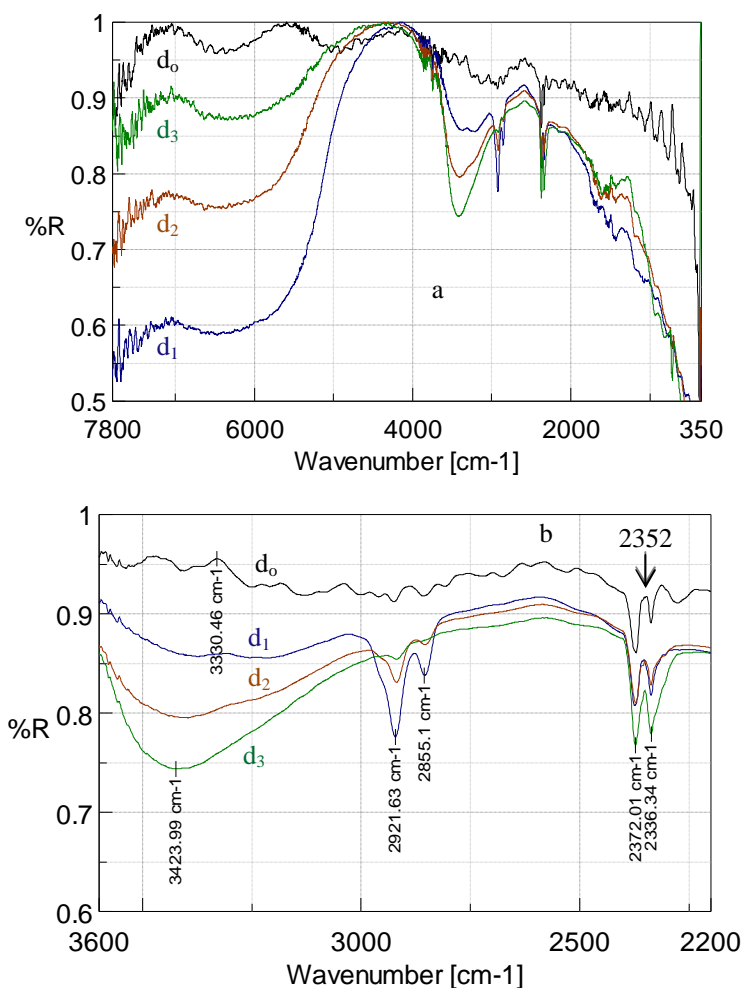 1
dₒ
0.9
d₃
0.8
%R
d₂
0.7
a
0.6
d₁
0.5
7800
6000
4000
2000
350
Wavenumber [cm-1]
1
b
2352
dₒ
0.9
d₁
3330.46 cm-1
d₂
0.8
%R
d₃
3423.99 cm-1
2921.63 cm-1
2855.1 cm-1
2372.01 cm-1
2336.34 cm-1
0.7
0.6
3600
3000
2500
2200
Wavenumber [cm-1]